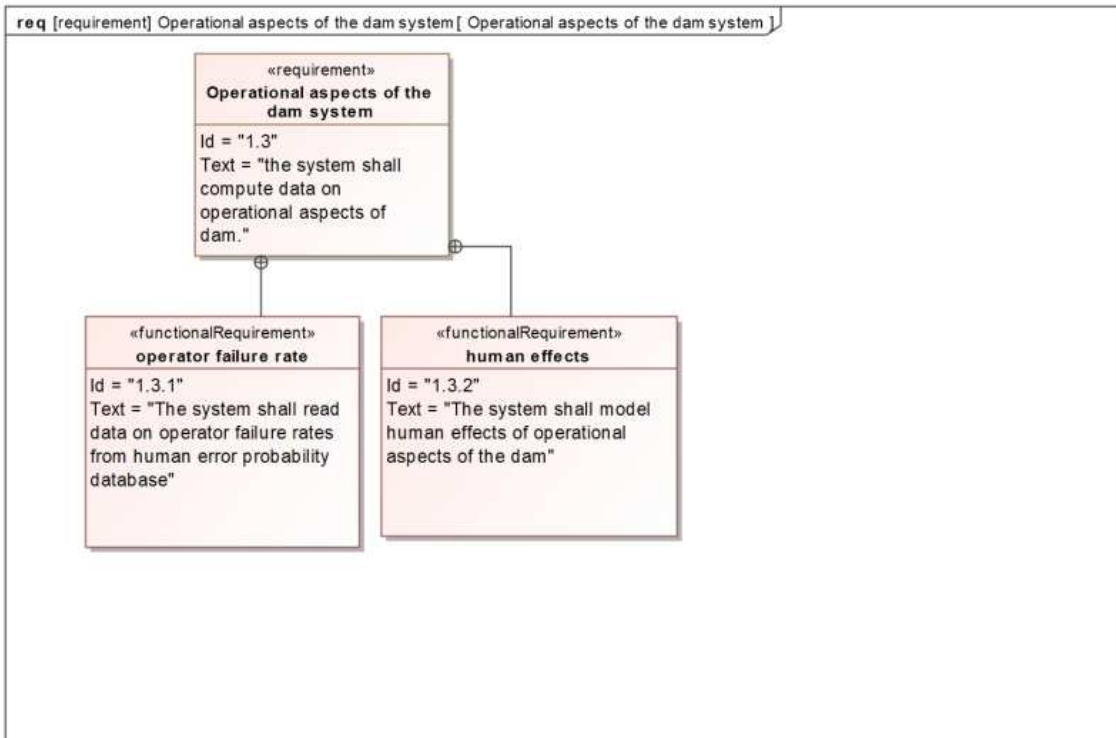 req [requirement] Operational aspects of the dam system [ Operational aspects of the dam system ]
«requirement»
Operational aspects of the
dam system
Id = "1.3"
Text = "the system shall
compute data on
operational aspects of
dam."
«functionalRequirement»
operator failure rate
Id = "1.3.1"
Text = "The system shall read
data on operator failure rates
from human error probability
database"
«functionalRequirement»
human effects
Id = "1.3.2"
Text = "The system shall model
human effects of operational
aspects of the dam"